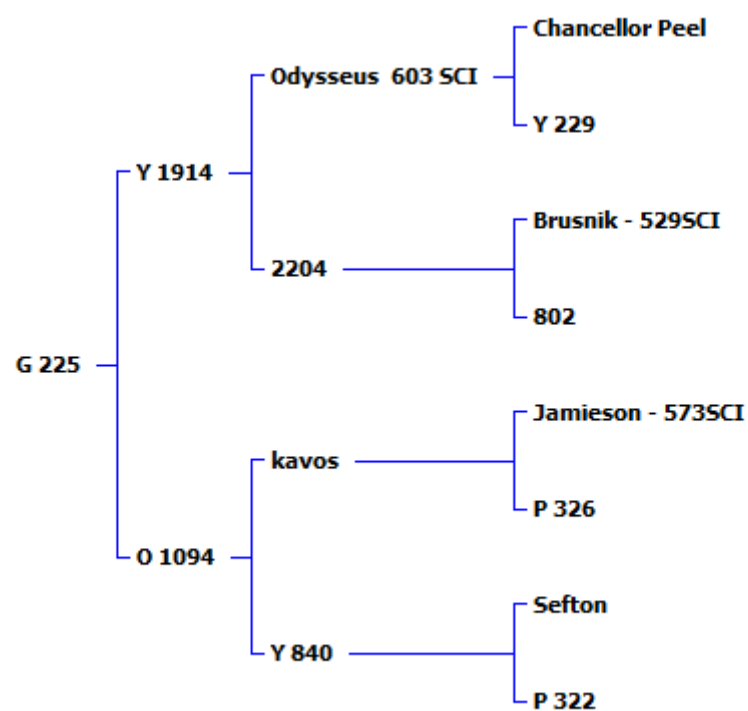 Chancellor Peel
Odysseus  603 SCI
Y 229
Y 1914
Brusnik - 529SCI
2204
802
G 225
Jamieson - 573SCI
kavos
P 326
O 1094
Sefton
Y 840
P 322